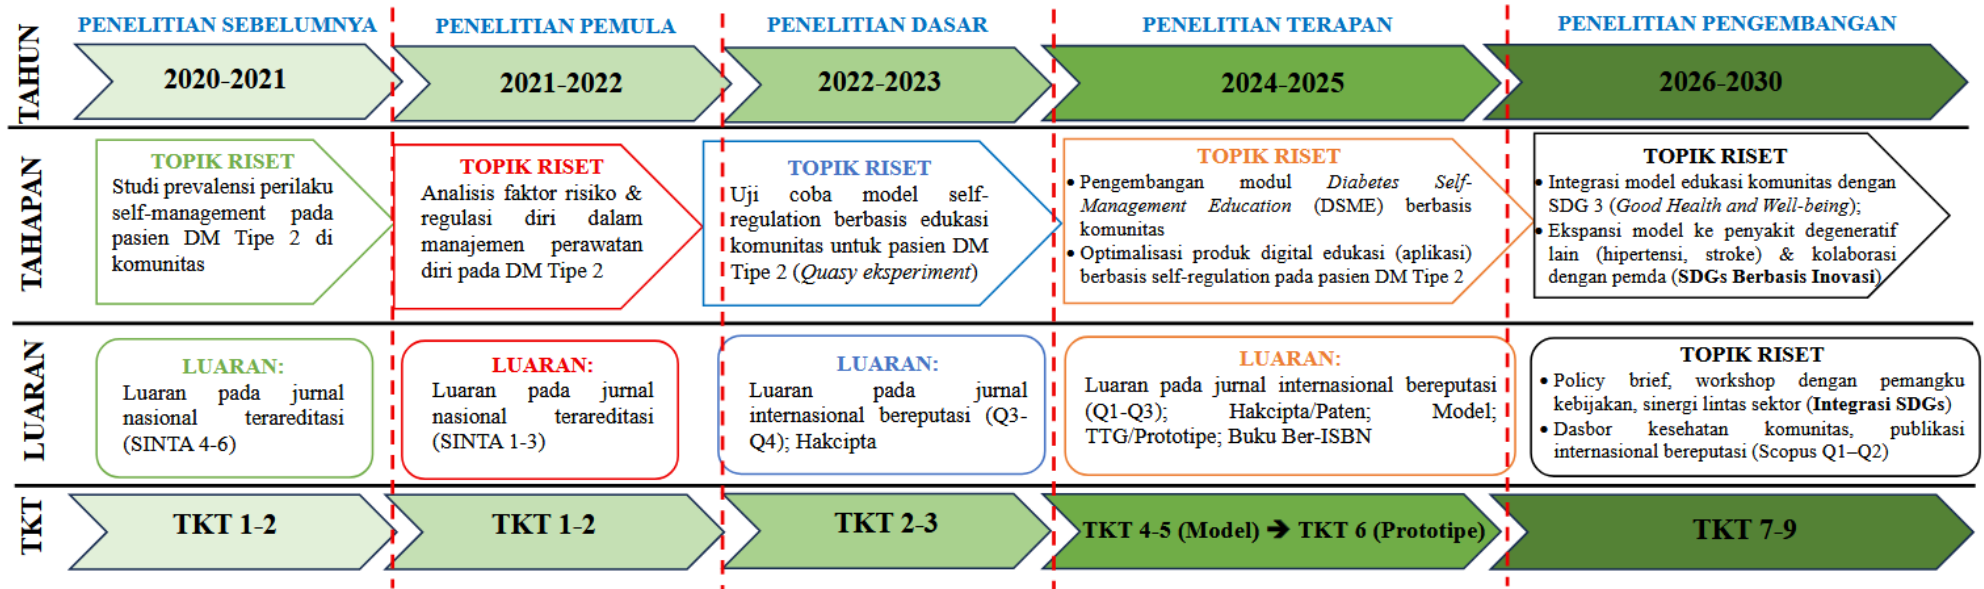 PENELITIAN SEBELUMNYA
PENELITIAN PEMULA
PENELITIAN DASAR
PENELITIAN TERAPAN
PENELITIAN PENGEMBANGAN
TAHUN
2020-2021
2021-2022
2022-2023
2024-2025
2026-2030
TAHAPAN
TOPIK RISET
Studi prevalensi perilaku
self-management pada
pasien DM Tipe 2 di
komunitas
TOPIK RISET
Analisis faktor risiko &
regulasi diri dalam
manajemen perawatan
diri pada DM Tipe 2
TOPIK RISET
Uji coba model self-
regulation berbasis edukasi
komunitas untuk pasien DM
Tipe 2 (Quasy eksperiment)
TOPIK RISET
• Pengembangan modul Diabetes Self-
Management Education (DSME) berbasis
komunitas
• Optimalisasi produk digital edukasi (aplikasi)
berbasis self-regulation pada pasien DM Tipe 2
TOPIK RISET
• Integrasi model edukasi komunitas dengan
SDG 3 (Good Health and Well-being);
• Ekspansi model ke penyakit degeneratif
lain (hipertensi, stroke) & kolaborasi
dengan pemda (SDGs Berbasis Inovasi)
LUARAN
LUARAN:
Luaran pada jurnal
nasional terareditasi
(SINTA 4-6)
LUARAN:
Luaran pada jurnal
nasional terareditasi
(SINTA 1-3)
LUARAN:
Luaran pada jurnal
internasional bereputasi (Q3-
Q4); Hakcipta
LUARAN:
Luaran pada jurnal internasional bereputasi
(Q1-Q3); Hakcipta/Paten; Model;
TTG/Prototipe; Buku Ber-ISBN
TOPIK RISET
• Policy brief, workshop dengan pemangku
kebijakan, sinergi lintas sektor (Integrasi SDGs)
• Dasbor kesehatan komunitas, publikasi
internasional bereputasi (Scopus Q1–Q2)
TKT
TKT 1-2
TKT 1-2
TKT 2-3
TKT 4-5 (Model) ➔ TKT 6 (Prototipe)
TKT 7-9